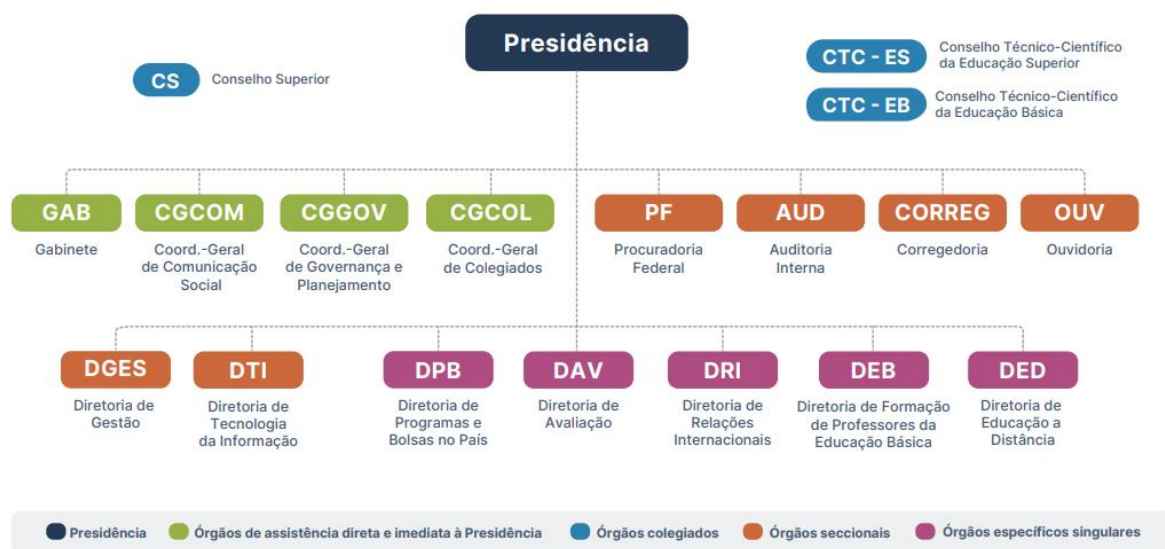 Presidência
CS
Conselho Superior
CTC - ES
Conselho Técnico-Científico
da Educação Superior
CTC - EB
Conselho Técnico-Científico
da Educação Básica
GAB
Gabinete
CGCOM
Coord.-Geral
de Comunicação
Social
CGGOV
Coord.-Geral
de Governança e
Planejamento
CGCOL
Coord.-Geral
de Colegiados
PF
Procuradoria
Federal
AUD
Auditoria
Interna
CORREG
Corregedoria
OUV
Ouvidoria
DGES
Diretoria de
Gestão
DTI
Diretoria de
Tecnologia
da Informação
DPB
Diretoria de
Programas e
Bolsas no País
DAV
Diretoria de
Avaliação
DRI
Diretoria de
Relações
Internacionais
DEB
Diretoria de Formação
de Professores da
Educação Básica
DED
Diretoria de
Educação a
Distância
Presidência
Órgãos de assistência direta e imediata à Presidência
Órgãos colegiados
Órgãos seccionais
Órgãos específicos singulares